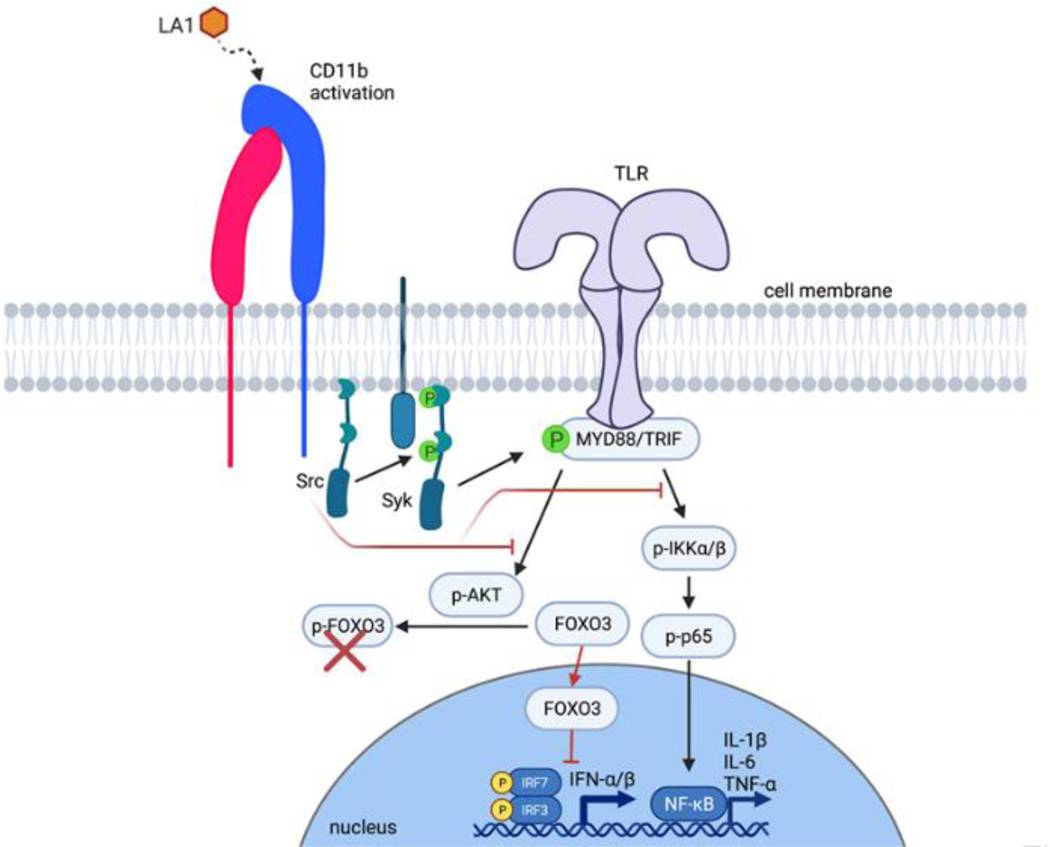 LA1
CD11b
activation
TLR
cell membrane
P
P
P MYD88/TRIF
Src
Syk
p-IKKα/β
p-AKT
p-FOXO3
FOXO3
p-p65
FOXO3
IL-1β
IL-6
TNF-α
P IRF7
IFN-α/β
P IRF3
NF-κB
nucleus